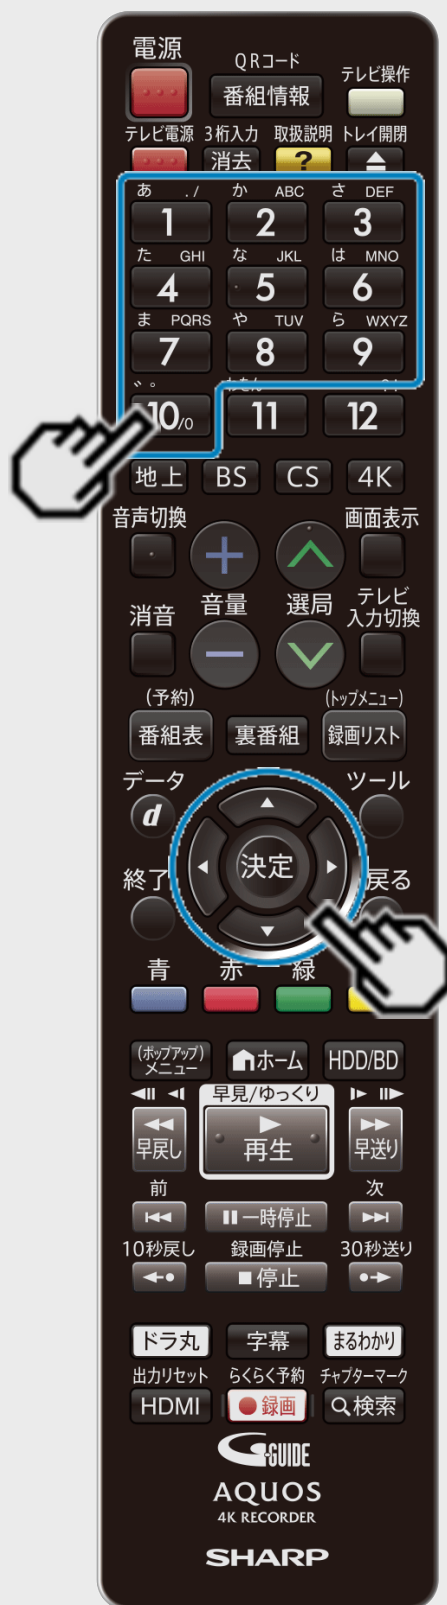 電源
QRコード
番組情報
テレビ操作
テレビ電源 3桁入力 取扱説明 トレイ開閉
消去 ?
あ ./ か ABC さ DEF
1 2 3
た GHI な JKL は MNO
4 5 6
ま PQRS や TUV ら WXYZ
7 8 9
10/0 11 12
地上 BS CS 4K
音声切換 画面表示
消音 音量 選局 テレビ
入力切換
(予約) (トップメニュー)
番組表 裏番組 録画リスト
データ ツール
d
決定
終了 戻る
青 赤 緑
(ポップアップ)
メニュー ホーム HDD/BD
早見/ゆっくり
早戻し 再生 早送り
前 次
一時停止
10秒戻し 録画停止 30秒送り
停止
ドラ丸 字幕 まるわかり
出力リセット らくらく予約 チャプターマーク
HDMI 録画 検索
G-GUIDE
AQUOS
4K RECORDER
SHARP